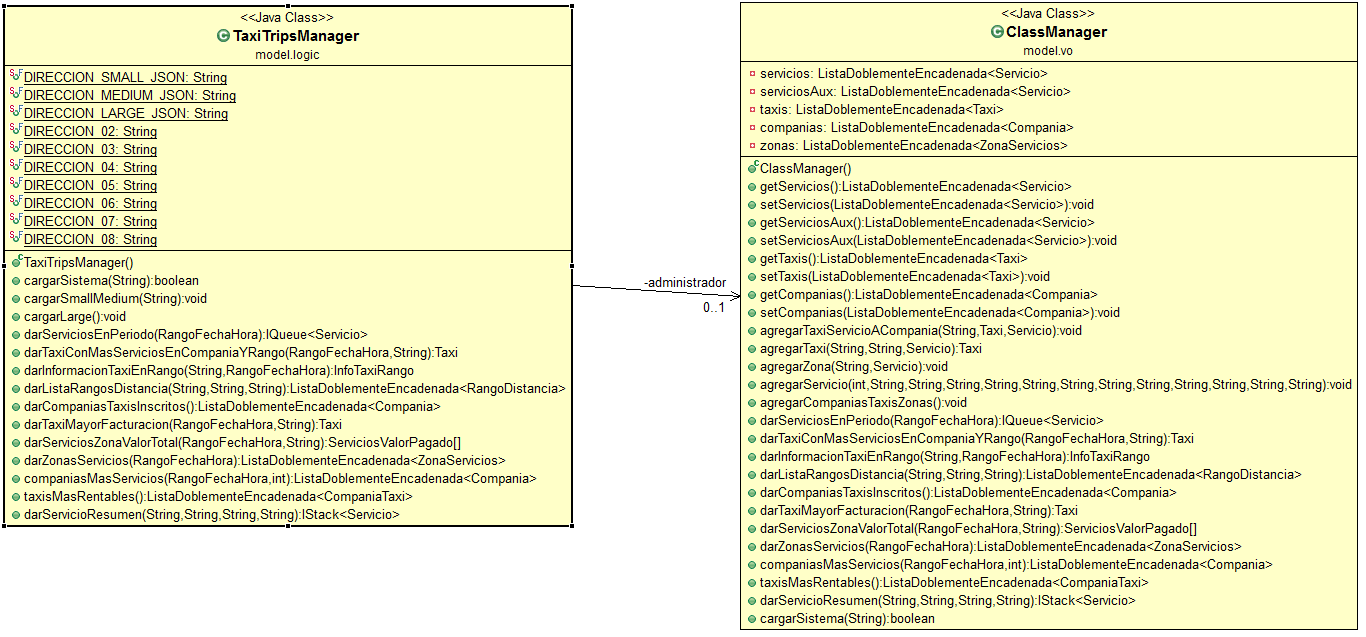 <<Java Class>>
TaxiTripsManager
model.logic
DIRECCION_SMALL_JSON: String
DIRECCION_MEDIUM_JSON: String
DIRECCION_LARGE_JSON: String
DIRECCION_02: String
DIRECCION_03: String
DIRECCION_04: String
DIRECCION_05: String
DIRECCION_06: String
DIRECCION_07: String
DIRECCION_08: String
TaxiTripsManager()
cargarSistema(String):boolean
cargarSmallMedium(String):void
cargarLarge():void
darServiciosEnPeriodo(RangoFechaHora):IQueue<Servicio>
darTaxiConMasServiciosEnCompaniaYRango(RangoFechaHora,String):Taxi
darInformacionTaxiEnRango(String,RangoFechaHora):InfoTaxiRango
darListaRangosDistancia(String,String,String):ListaDoblementeEncadenada<RangoDistancia>
darCompaniasTaxisInscritos():ListaDoblementeEncadenada<Compania>
darTaxiMayorFacturacion(RangoFechaHora,String):Taxi
darServiciosZonaValorTotal(RangoFechaHora,String):ServiciosValorPagado[]
darZonasServicios(RangoFechaHora):ListaDoblementeEncadenada<ZonaServicios>
companiasMasServicios(RangoFechaHora,int):ListaDoblementeEncadenada<Compania>
taxisMasRentables():ListaDoblementeEncadenada<CompaniaTaxi>
darServicioResumen(String,String,String,String):IStack<Servicio>
-administrador
0..1
<<Java Class>>
ClassManager
model.vo
servicios: ListaDoblementeEncadenada<Servicio>
serviciosAux: ListaDoblementeEncadenada<Servicio>
taxis: ListaDoblementeEncadenada<Taxi>
companias: ListaDoblementeEncadenada<Compania>
zonas: ListaDoblementeEncadenada<ZonaServicios>
ClassManager()
getServicios():ListaDoblementeEncadenada<Servicio>
setServicios(ListaDoblementeEncadenada<Servicio>):void
getServiciosAux():ListaDoblementeEncadenada<Servicio>
setServiciosAux(ListaDoblementeEncadenada<Servicio>):void
getTaxis():ListaDoblementeEncadenada<Taxi>
setTaxis(ListaDoblementeEncadenada<Taxi>):void
getCompanias():ListaDoblementeEncadenada<Compania>
setCompanias(ListaDoblementeEncadenada<Compania>):void
agregarTaxiServicioACompania(String,Taxi,Servicio):void
agregarTaxi(String,String,Servicio):Taxi
agregarZona(String,Servicio):void
agregarServicio(int,String,String,String,String,String,String,String,String,String,String,String,String):void
agregarCompaniasTaxisZonas():void
darServiciosEnPeriodo(RangoFechaHora):IQueue<Servicio>
darTaxiConMasServiciosEnCompaniaYRango(RangoFechaHora,String):Taxi
darInformacionTaxiEnRango(String,RangoFechaHora):InfoTaxiRango
darListaRangosDistancia(String,String,String):ListaDoblementeEncadenada<RangoDistancia>
darCompaniasTaxisInscritos():ListaDoblementeEncadenada<Compania>
darTaxiMayorFacturacion(RangoFechaHora,String):Taxi
darServiciosZonaValorTotal(RangoFechaHora,String):ServiciosValorPagado[]
darZonasServicios(RangoFechaHora):ListaDoblementeEncadenada<ZonaServicios>
companiasMasServicios(RangoFechaHora,int):ListaDoblementeEncadenada<Compania>
taxisMasRentables():ListaDoblementeEncadenada<CompaniaTaxi>
darServicioResumen(String,String,String,String):IStack<Servicio>
cargarSistema(String):boolean